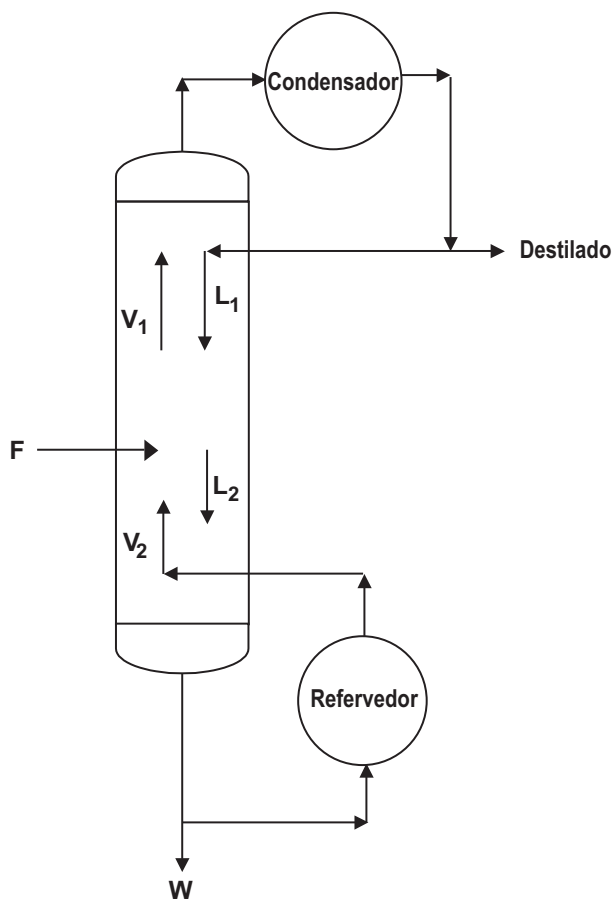 Condensador
Destilado
L1
V1
F
L2
V2
Refervedor
W